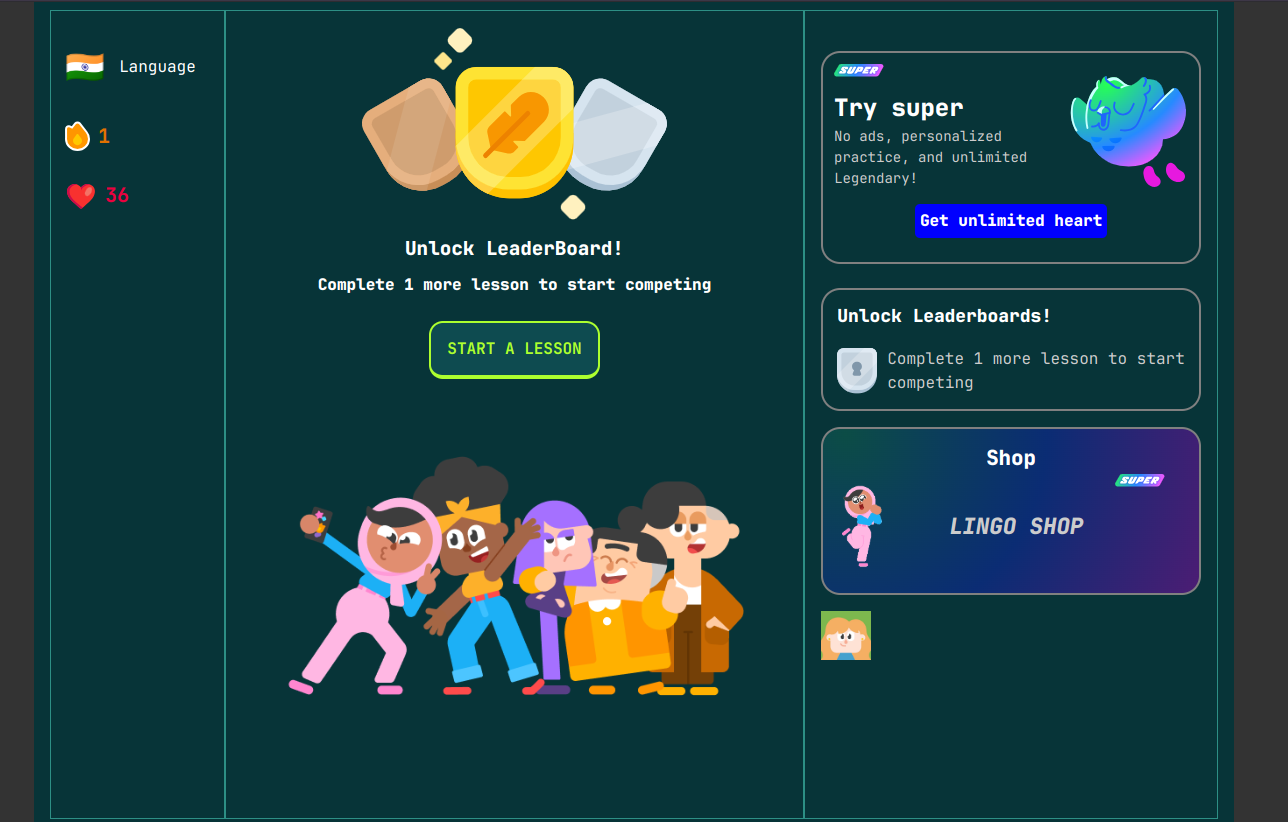 Language
1
36
Unlock LeaderBoard!
Complete 1 more lesson to start competing
START A LESSON
SUPER
Try super
No ads, personalized
practice, and unlimited
Legendary!
Get unlimited heart
Unlock Leaderboards!
Complete 1 more lesson to start
competing
Shop
SUPER
LINGO SHOP